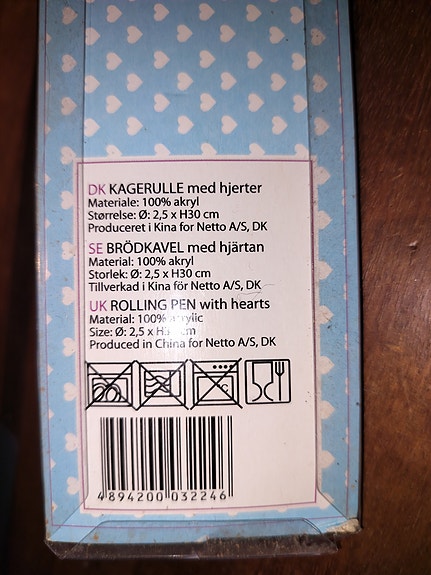 DK KAGERULLE med hjerter
Materiale: 100% akryl
Størrelse: Ø: 2,5 x H30 cm
Produceret i Kina for Netto A/S, DK
SE BRÖDKAVEL med hjärtan
Material: 100% akryl
Storlek: Ø: 2,5 x H30 cm
Tillverkad i Kina för Netto A/S, DK
UK ROLLING PEN with hearts
Material: 100% acrylic
Size: Ø: 2,5 x cm
Produced in China for Netto A/S, DK
4 894200 032246